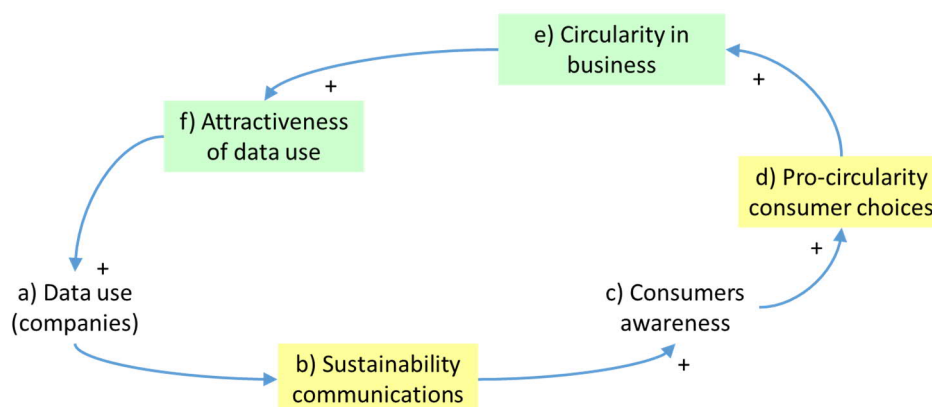 e) Circularity in
business
+
+
f) Attractiveness
of data use
d) Pro-circularity
consumer choices
+
+
a) Data use
(companies)
c) Consumers
awareness
b) Sustainability
communications
+